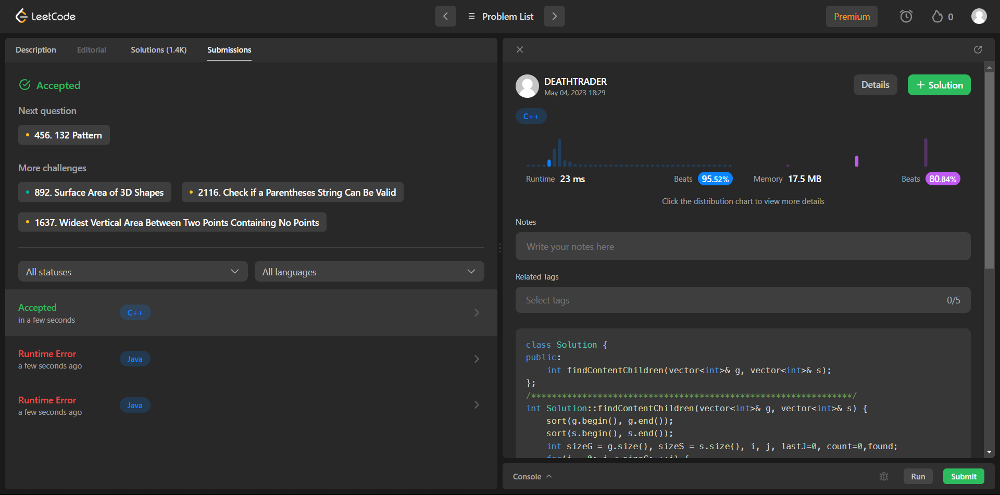 LeetCode
Problem List
Premium
0
Description Editorial Solutions (1.4K) Submissions
Accepted
Next question
456. 132 Pattern
More challenges
892. Surface Area of 3D Shapes
2116. Check if a Parentheses String Can Be Valid
1637. Widest Vertical Area Between Two Points Containing No Points
All statuses
All languages
Accepted
in a few seconds
C++
Runtime Error
a few seconds ago
Java
Runtime Error
a few seconds ago
Java
DEATHTRADER
May 04, 2023 18:29
Details
+ Solution
C++
Runtime 23 ms
Beats 95.52%
Memory 17.5 MB
Beats 80.84%
Click the distribution chart to view more details
Notes
Write your notes here
Related Tags
Select tags
0/5
class Solution {
public:
    int findContentChildren(vector<int>& g, vector<int>& s);
};
/***************************************************************/
int Solution::findContentChildren(vector<int>& g, vector<int>& s) {
    sort(g.begin(), g.end());
    sort(s.begin(), s.end());
    int sizeG = g.size(), sizeS = s.size(), i, j, lastJ=0, count=0,found;
Console
Run
Submit